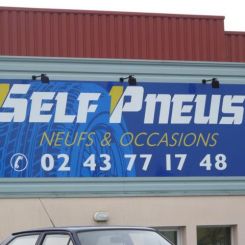 SELF PNEUS
NEUFS & OCCASIONS
02 43 77 17 48